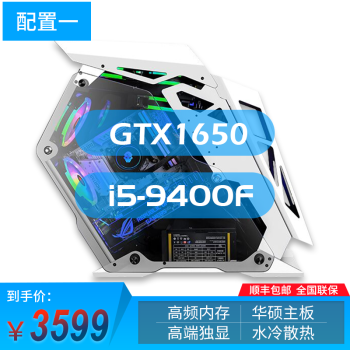 配置一
GTX1650
i5-9400F
到手价：
顺丰包邮 全国联保
￥3599
高频内存 华硕主板
高端独显 水冷散热